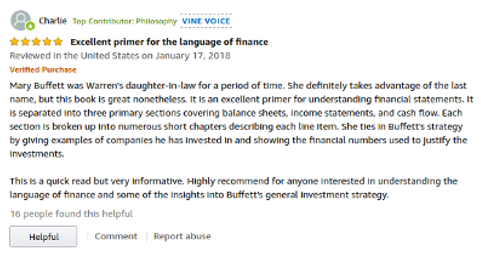 Charlie Top Contributor: Philosophy VINE VOICE
Excellent primer for the language of finance
Reviewed in the United States on January 17, 2018
Verified Purchase
Mary Buffett was Warren's daughter-in-law for a period of time. She definitely takes advantage of the last
name, but this book is great nonetheless. It is an excellent primer for understanding financial statements. It
is separated into three primary sections covering balance sheets, income statements, and cash flow. Each
section is broken up into numerous short chapters describing each line item. She ties in Buffett's strategy
by giving examples of companies he has invested in and showing the financial numbers used to justify the
investments.
This is a quick read but very informative. Highly recommend for anyone interested in understanding the
language of finance and some of the insights into Buffett's general investment strategy.
16 people found this helpful
Helpful | Comment | Report abuse